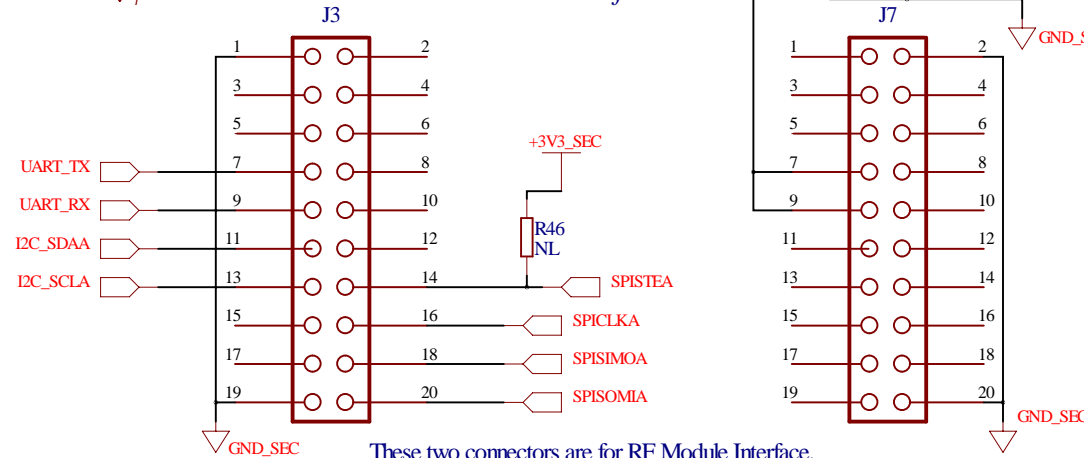 J3
J7
GND_S
1 2 1 2
3 4 3 4
5 6 5 6
+3V3_SEC
UART_TX 7 8 7 8
UART_RX 9 10 9 10
R46
NL
I2C_SDAA 11 12 11 12
I2C_SCLA 13 14 SPISTEA 13 14
15 16 SPICLKA 15 16
17 18 SPISIMOA 17 18
19 20 SPISOMIA 19 20
GND_SEC
GND_SEC
These two connectors are for RF Module Interface.